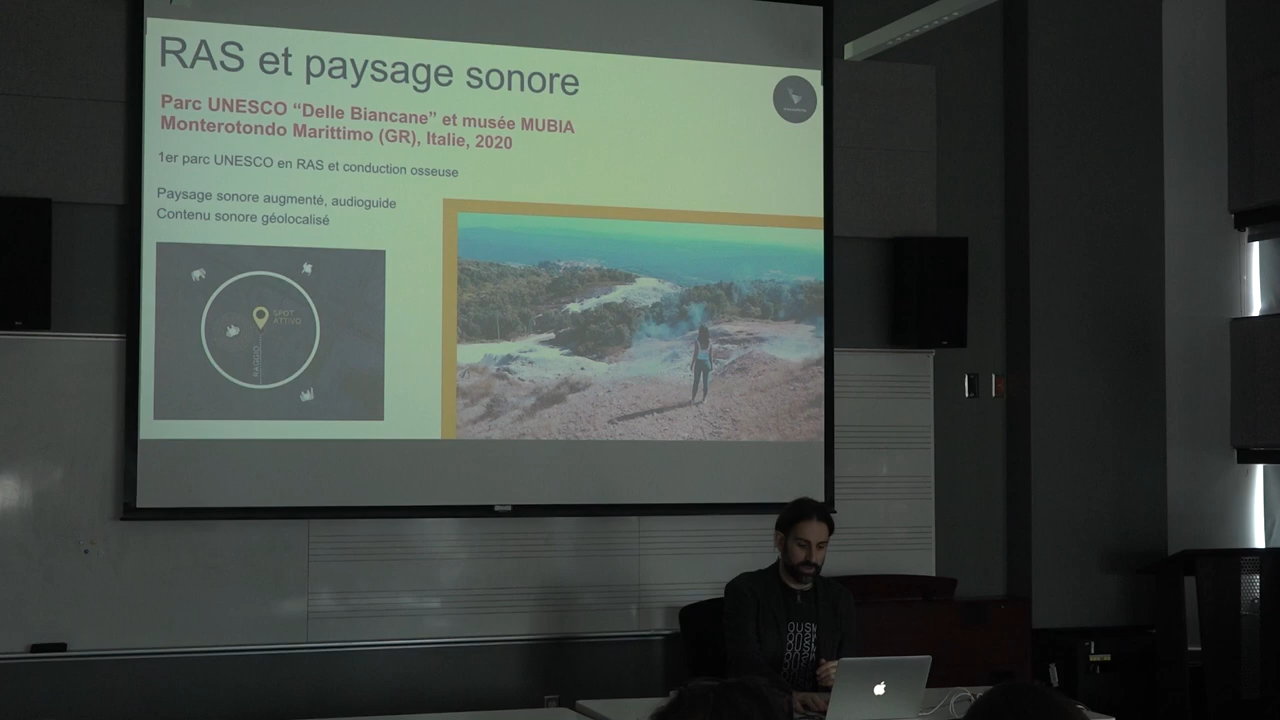 RAS et paysage sonore
Parc UNESCO “Delle Biancane” et musée MUBIA
Monterotondo Marittimo (GR), Italie, 2020
1er parc UNESCO en RAS et conduction osseuse
Paysage sonore augmenté, audioguide
Contenu sonore géolocalisé
SPOT
ATTIVO
RAGGIO